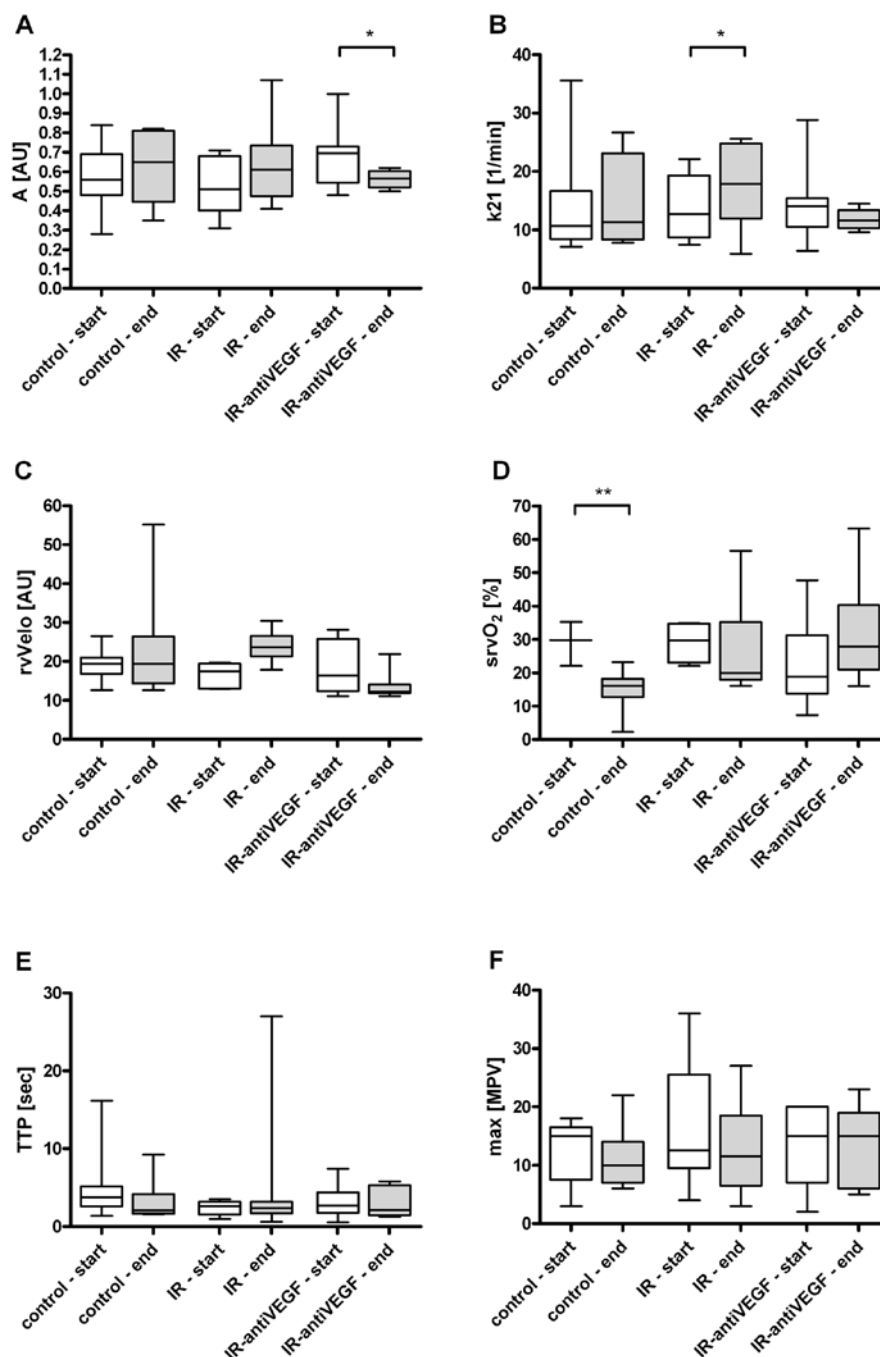 A
*
A [AU]
1.2
1.1
1.0
0.9
0.8
0.7
0.6
0.5
0.4
0.3
0.2
0.1
0.0
control - start
control - end
IR - start
IR - end
IR-antiVEGF - start
IR-antiVEGF - end
B
*
k21 [1/min]
40
30
20
10
0
control - start
control - end
IR - start
IR - end
IR-antiVEGF - start
IR-antiVEGF - end
C
rvVelo [AU]
60
50
40
30
20
10
0
control - start
control - end
IR - start
IR - end
IR-antiVEGF - start
IR-antiVEGF - end
D
**
srvO₂ [%]
70
60
50
40
30
20
10
0
control - start
control - end
IR - start
IR - end
IR-antiVEGF - start
IR-antiVEGF - end
E
TTP [sec]
30
20
10
0
control - start
control - end
IR - start
IR - end
IR-antiVEGF - start
IR-antiVEGF - end
F
max [MPV]
40
30
20
10
0
control - start
control - end
IR - start
IR - end
IR-antiVEGF - start
IR-antiVEGF - end